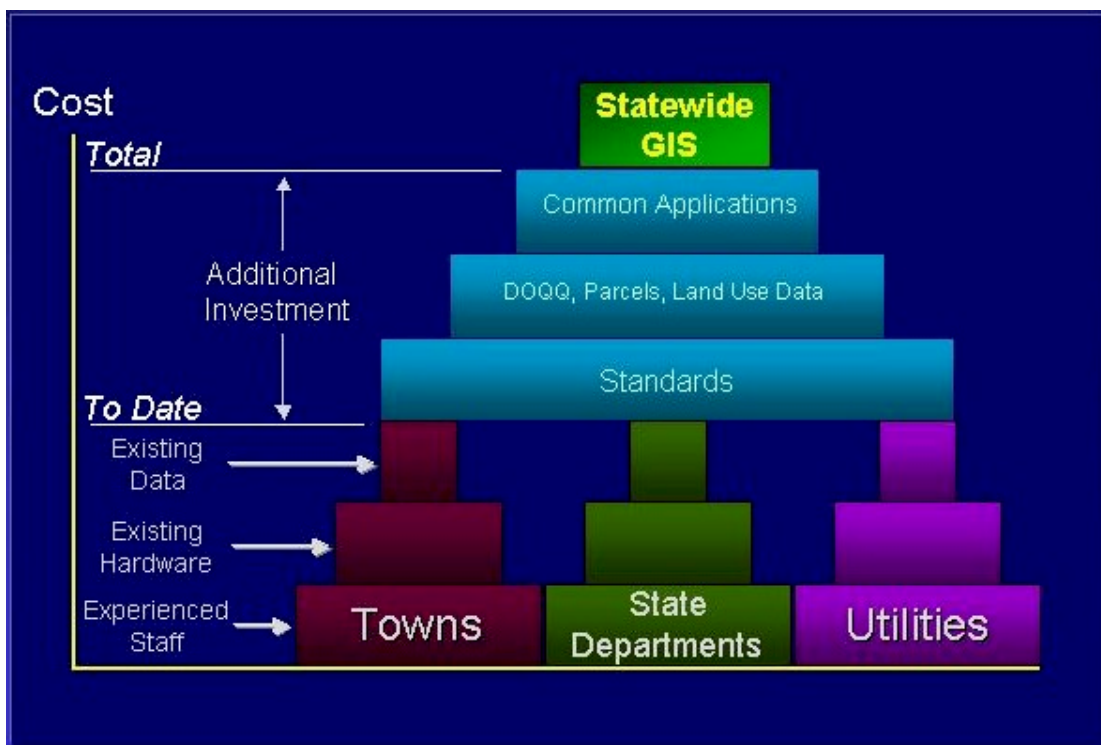 Cost
Statewide
GIS
Total
Common Applications
Additional
Investment
DOQQ, Parcels, Land Use Data
Standards
To Date
Existing
Data
Existing
Hardware
Experienced
Staff
Towns
State
Departments
Utilities